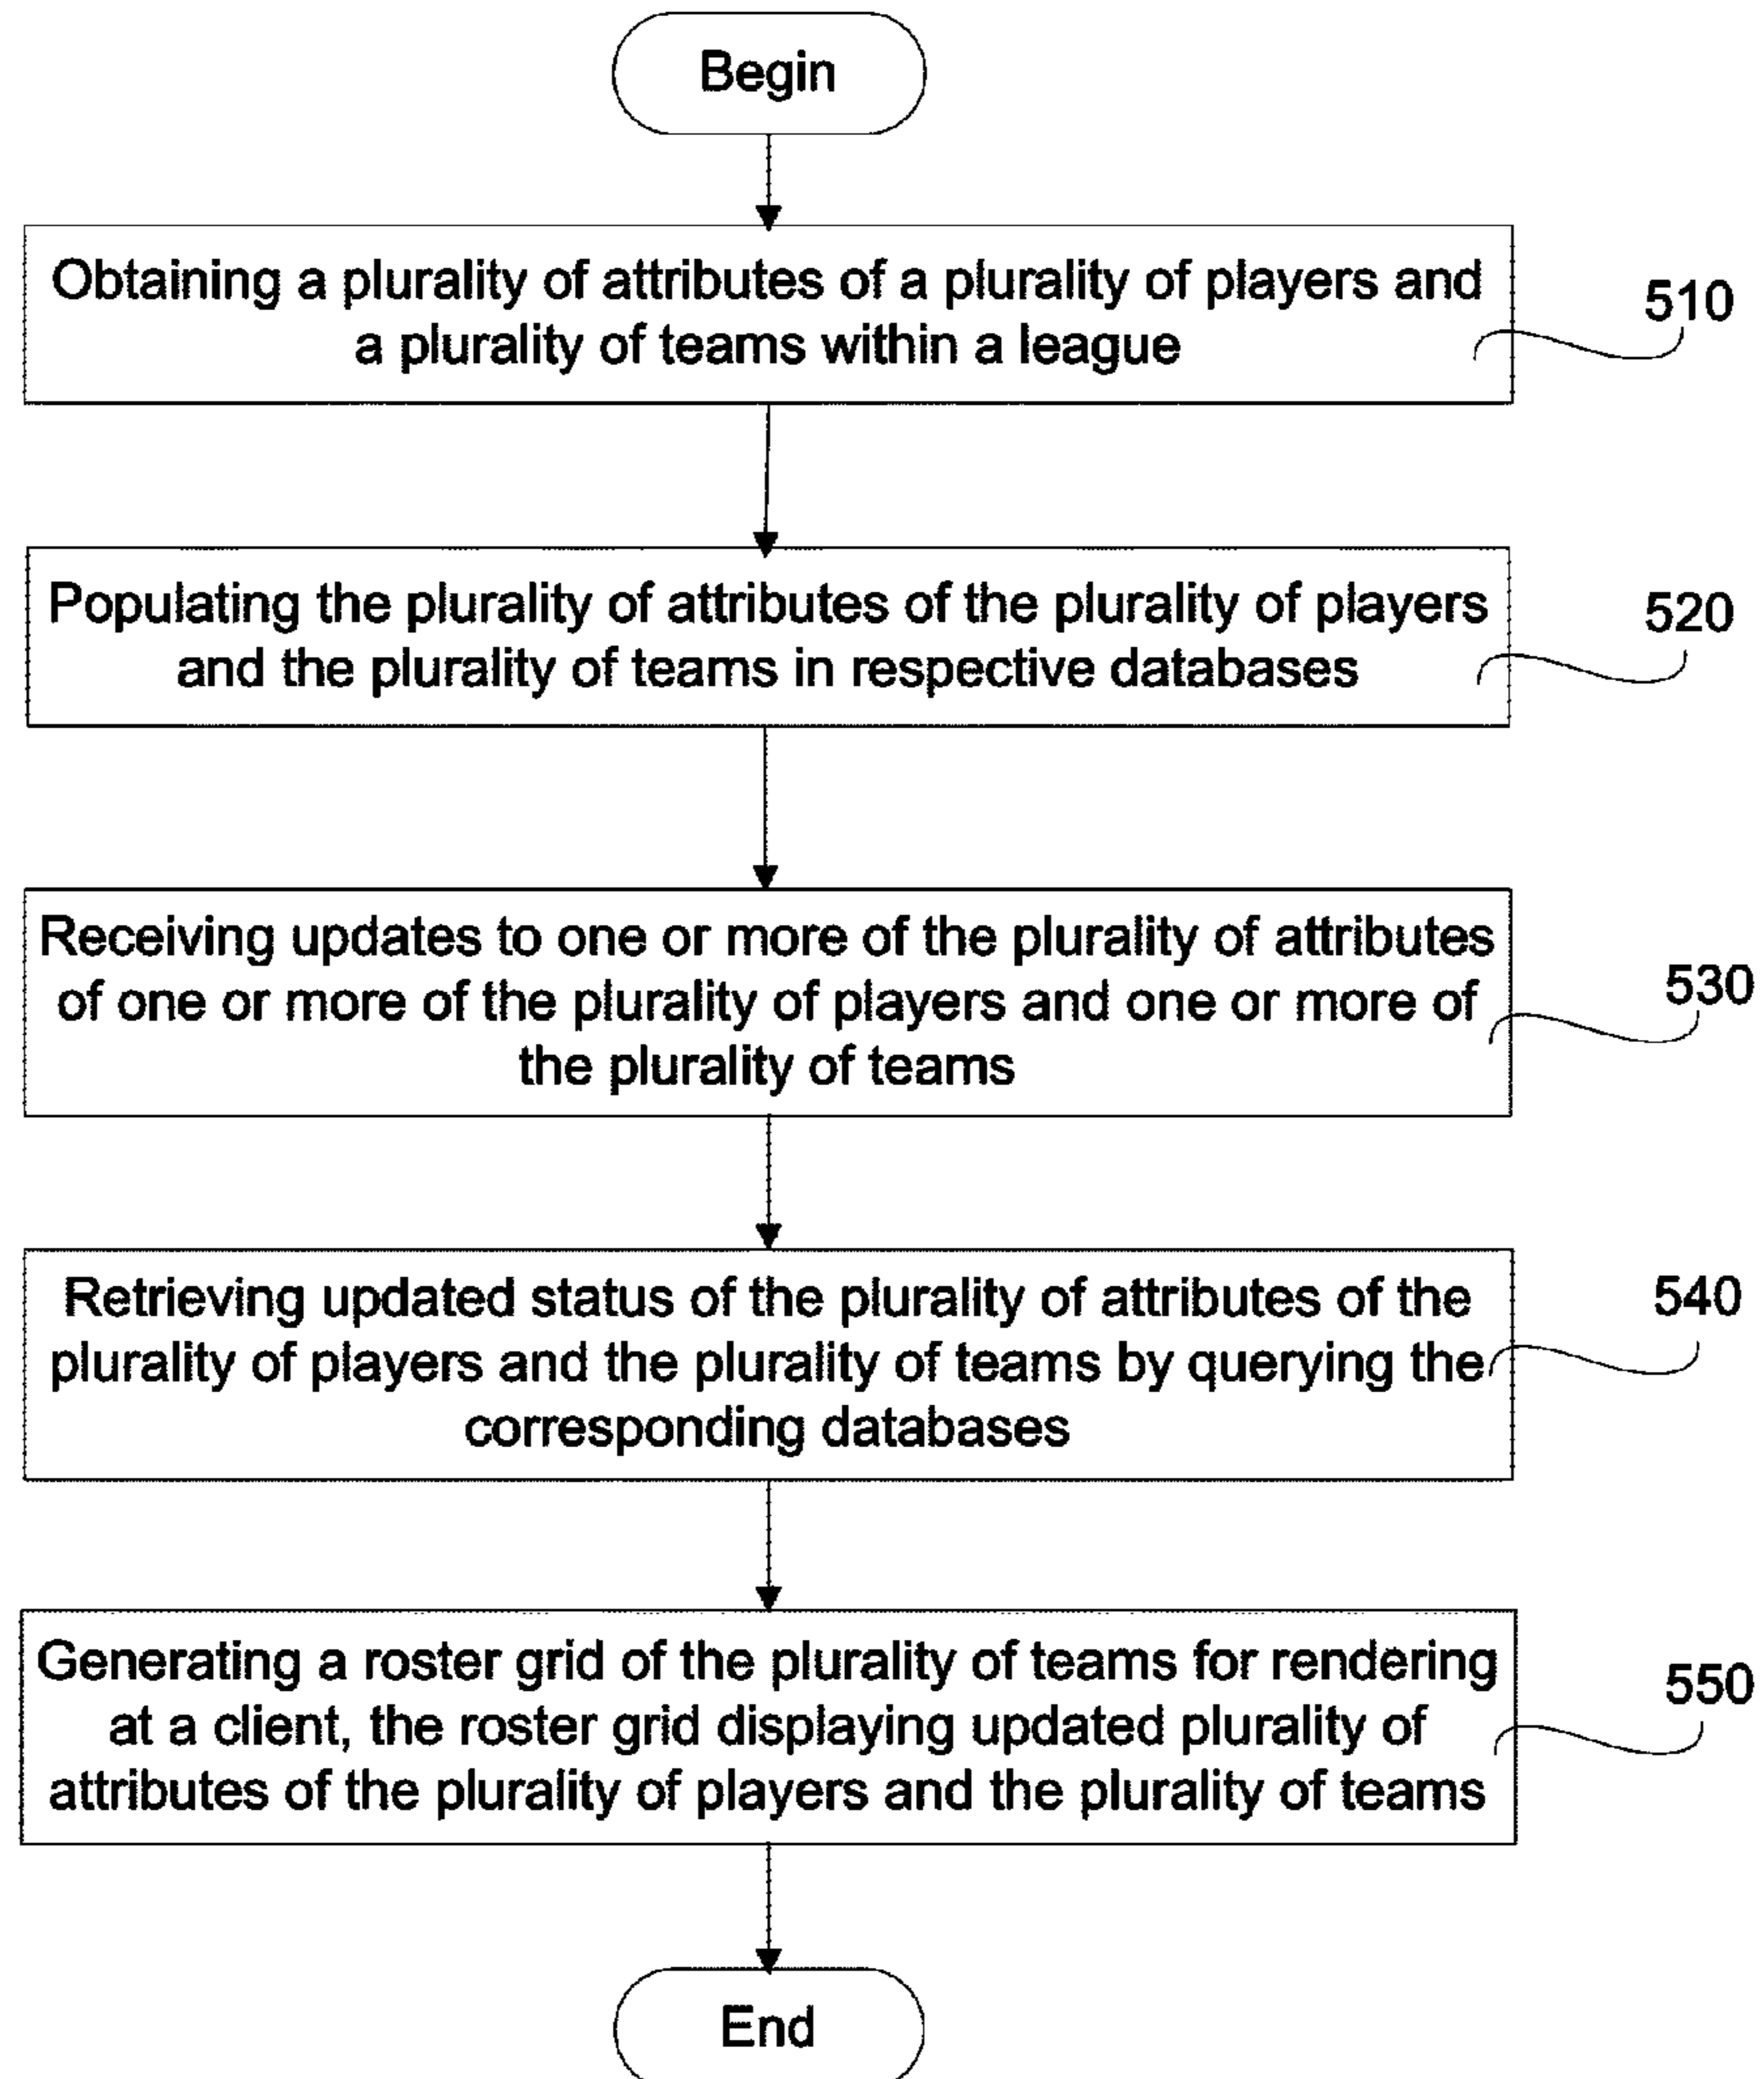 Begin
Obtaining a plurality of attributes of a plurality of players and
a plurality of teams within a league
510
Populating the plurality of attributes of the plurality of players
and the plurality of teams in respective databases
520
Receiving updates to one or more of the plurality of attributes
of one or more of the plurality of players and one or more of
the plurality of teams
530
Retrieving updated status of the plurality of attributes of the
plurality of players and the plurality of teams by querying the
corresponding databases
540
Generating a roster grid of the plurality of teams for rendering
at a client, the roster grid displaying updated plurality of
attributes of the plurality of players and the plurality of teams
550
End